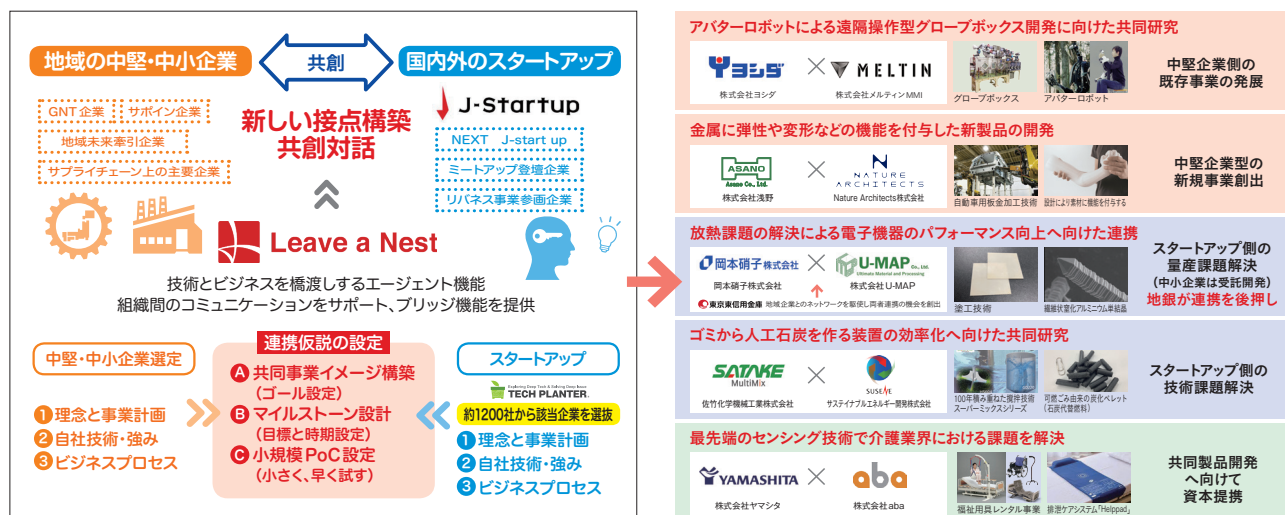 地域の中堅・中小企業
共創
国内外のスタートアップ
GNT企業
サポイン企業
地域未来牽引企業
サプライチェーン上の主要企業
新しい接点構築
共創対話
J-Startup
NEXT J-start up
ミートアップ登壇企業
リバネス事業参画企業
Leave a Nest
技術とビジネスを橋渡しするエージェント機能
組織間のコミュニケーションをサポート、ブリッジ機能を提供
中堅・中小企業選定
1 理念と事業計画
2 自社技術・強み
3 ビジネスプロセス
連携仮説の設定
A 共同事業イメージ構築
(ゴール設定)
B マイルストーン設計
(目標と時期設定)
C 小規模PoC設定
(小さく、早く試す)
スタートアップ
Exploring Deep Tech & Solving Deep Issue
TECH PLANTER
約1200社から該当企業を選抜
1 理念と事業計画
2 自社技術・強み
3 ビジネスプロセス
アバターロボットによる遠隔操作型グローブボックス開発に向けた共同研究
ヨシダ
株式会社ヨシダ
×
MELTIN
株式会社メルティンMMI
グローブボックス
アバターロボット
中堅企業側の
既存事業の発展
金属に弾性や変形などの機能を付与した新製品の開発
ASANO
Asano Co., Ltd.
株式会社浅野
×
NATURE
ARCHITECTS
Nature Architects株式会社
自動車用板金加工技術
設計により素材に機能を付与する
中堅企業型の
新規事業創出
放熱課題の解決による電子機器のパフォーマンス向上へ向けた連携
岡本硝子株式会社
岡本硝子株式会社
×
U-MAP Co., Ltd.
Ultimate Material and Processing
株式会社U-MAP
東京東信用金庫 地域企業とのネットワークを駆使し両者連携の機会を創出
塗工技術
繊維状窒化アルミニウム単結晶
スタートアップ側の
量産課題解決
(中小企業は受託開発)
地銀が連携を後押し
ゴミから人工石炭を作る装置の効率化へ向けた共同研究
SATAKE
MultiMix
佐竹化学機械工業株式会社
×
SUSEME
サステイナブルエネルギー開発株式会社
100年積み重ねた撹拌技術
スーパーミックスシリーズ
可燃ごみ由来の炭化ペレット
(石炭代替燃料)
スタートアップ側の
技術課題解決
最先端のセンシング技術で介護業界における課題を解決
YAMASHITA
株式会社ヤマシタ
×
aba
株式会社aba
福祉用具レンタル事業
排泄ケアシステム「Helppad」
共同製品開発
へ向けて
資本提携